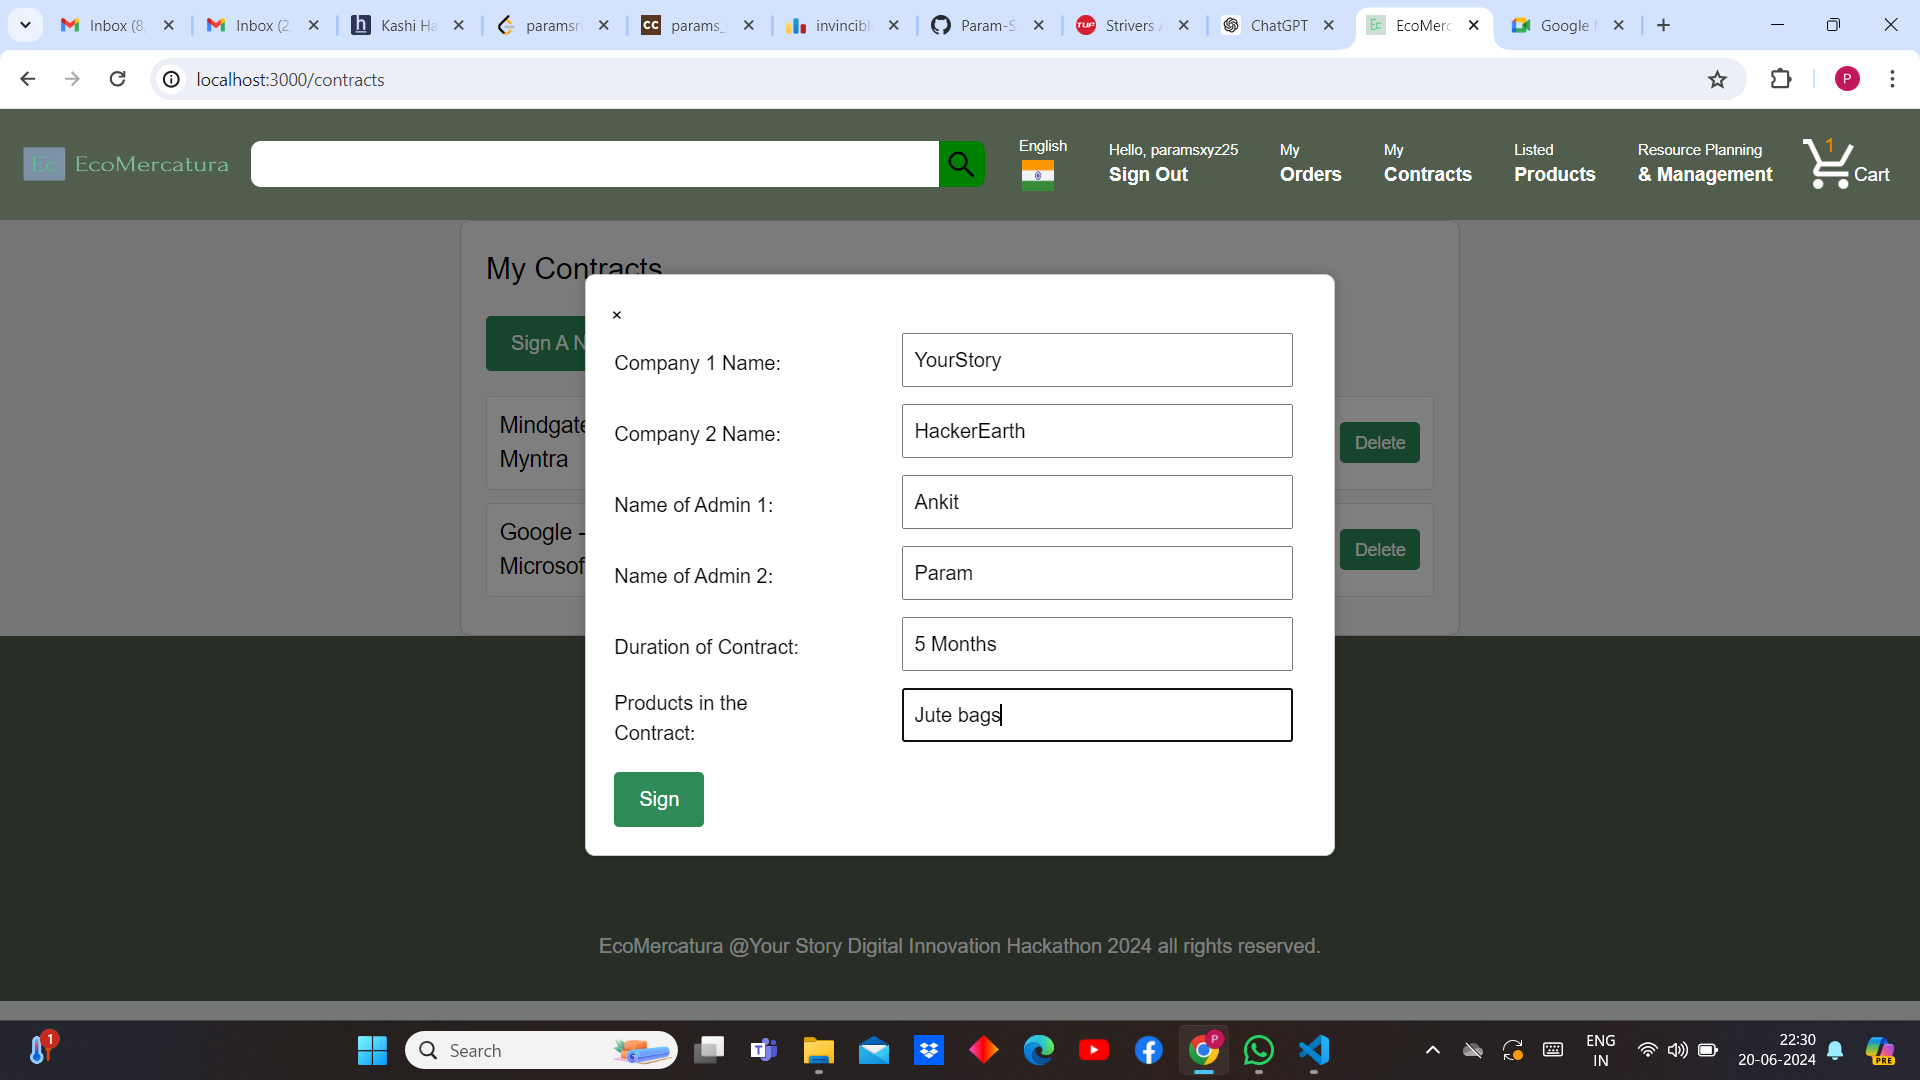 Inbox (8,
Inbox (2
Kashi Ha
paramsri
params_
invincibl
Param-S
Strivers
ChatGPT
EcoMerc
Google
localhost:3000/contracts
P
Ec EcoMercatura
English
Hello, paramsxyz25
Sign Out
My
Orders
My
Contracts
Listed
Products
Resource Planning
& Management
1
Cart
My Contracts
Sign A N
Mindgate
Myntra
Delete
Google -
Microsof
Delete
×
Company 1 Name:
YourStory
Company 2 Name:
HackerEarth
Name of Admin 1:
Ankit
Name of Admin 2:
Param
Duration of Contract:
5 Months
Products in the
Contract:
Jute bags
Sign
EcoMercatura @Your Story Digital Innovation Hackathon 2024 all rights reserved.
1
Search
P
ENG
IN
22:30
20-06-2024
PRE